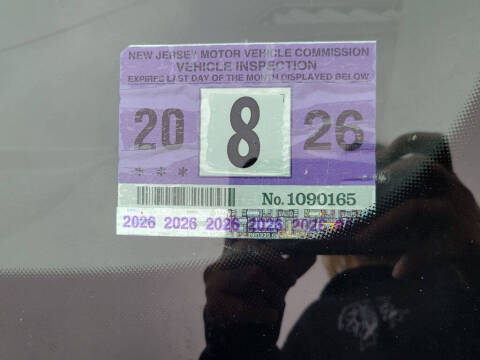 NEW JERSEY MOTOR VEHICLE COMMISSION
VEHICLE INSPECTION
EXPIRES LAST DAY OF THE MONTH DISPLAYED BELOW
20 8 26
* * *
No. 1090165
2026 2026 2026 2026 2026